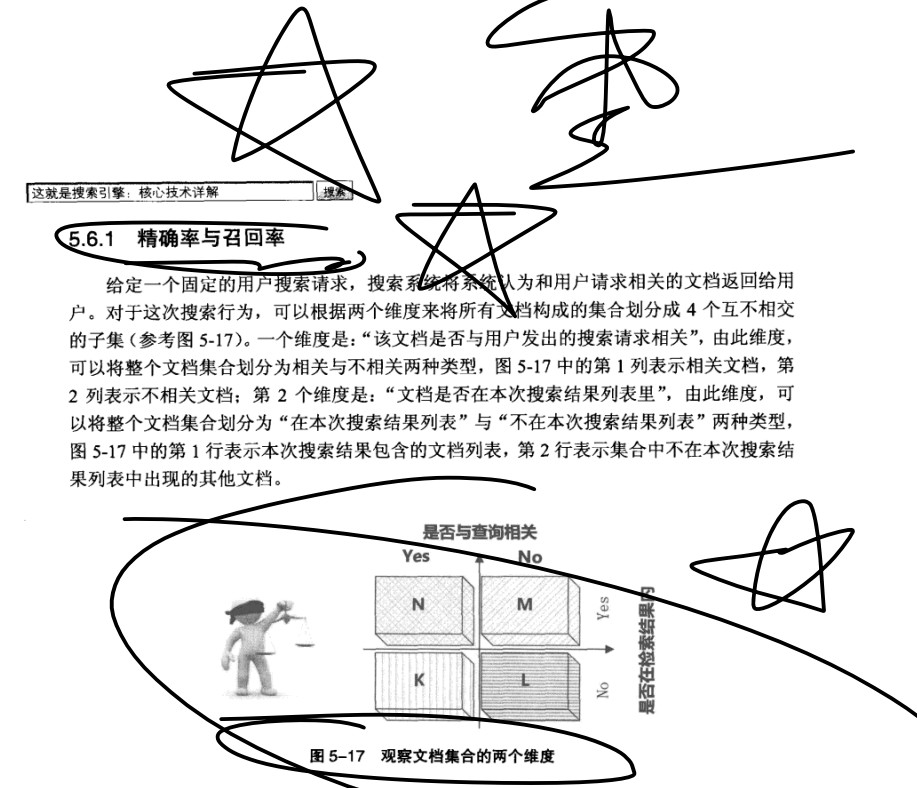 这就是搜索引擎：核心技术详解
搜索
5.6.1 精确率与召回率
给定一个固定的用户搜索请求，搜索系统将系统认为和用户请求相关的文档返回给用
户。对于这次搜索行为，可以根据两个维度来将所有文档构成的集合划分成 4 个互不相交
的子集（参考图 5-17）。一个维度是：“该文档是否与用户发出的搜索请求相关”，由此维度，
可以将整个文档集合划分为相关与不相关两种类型，图 5-17 中的第 1 列表示相关文档，第
2 列表示不相关文档；第 2 个维度是：“文档是否在本次搜索结果列表里”，由此维度，可
以将整个文档集合划分为“在本次搜索结果列表”与“不在本次搜索结果列表”两种类型，
图 5-17 中的第 1 行表示本次搜索结果包含的文档列表，第 2 行表示集合中不在本次搜索结
果列表中出现的其他文档。
是否与查询相关
Yes No
N M
Yes
K L
No
是否在检索结果内
图 5-17 观察文档集合的两个维度